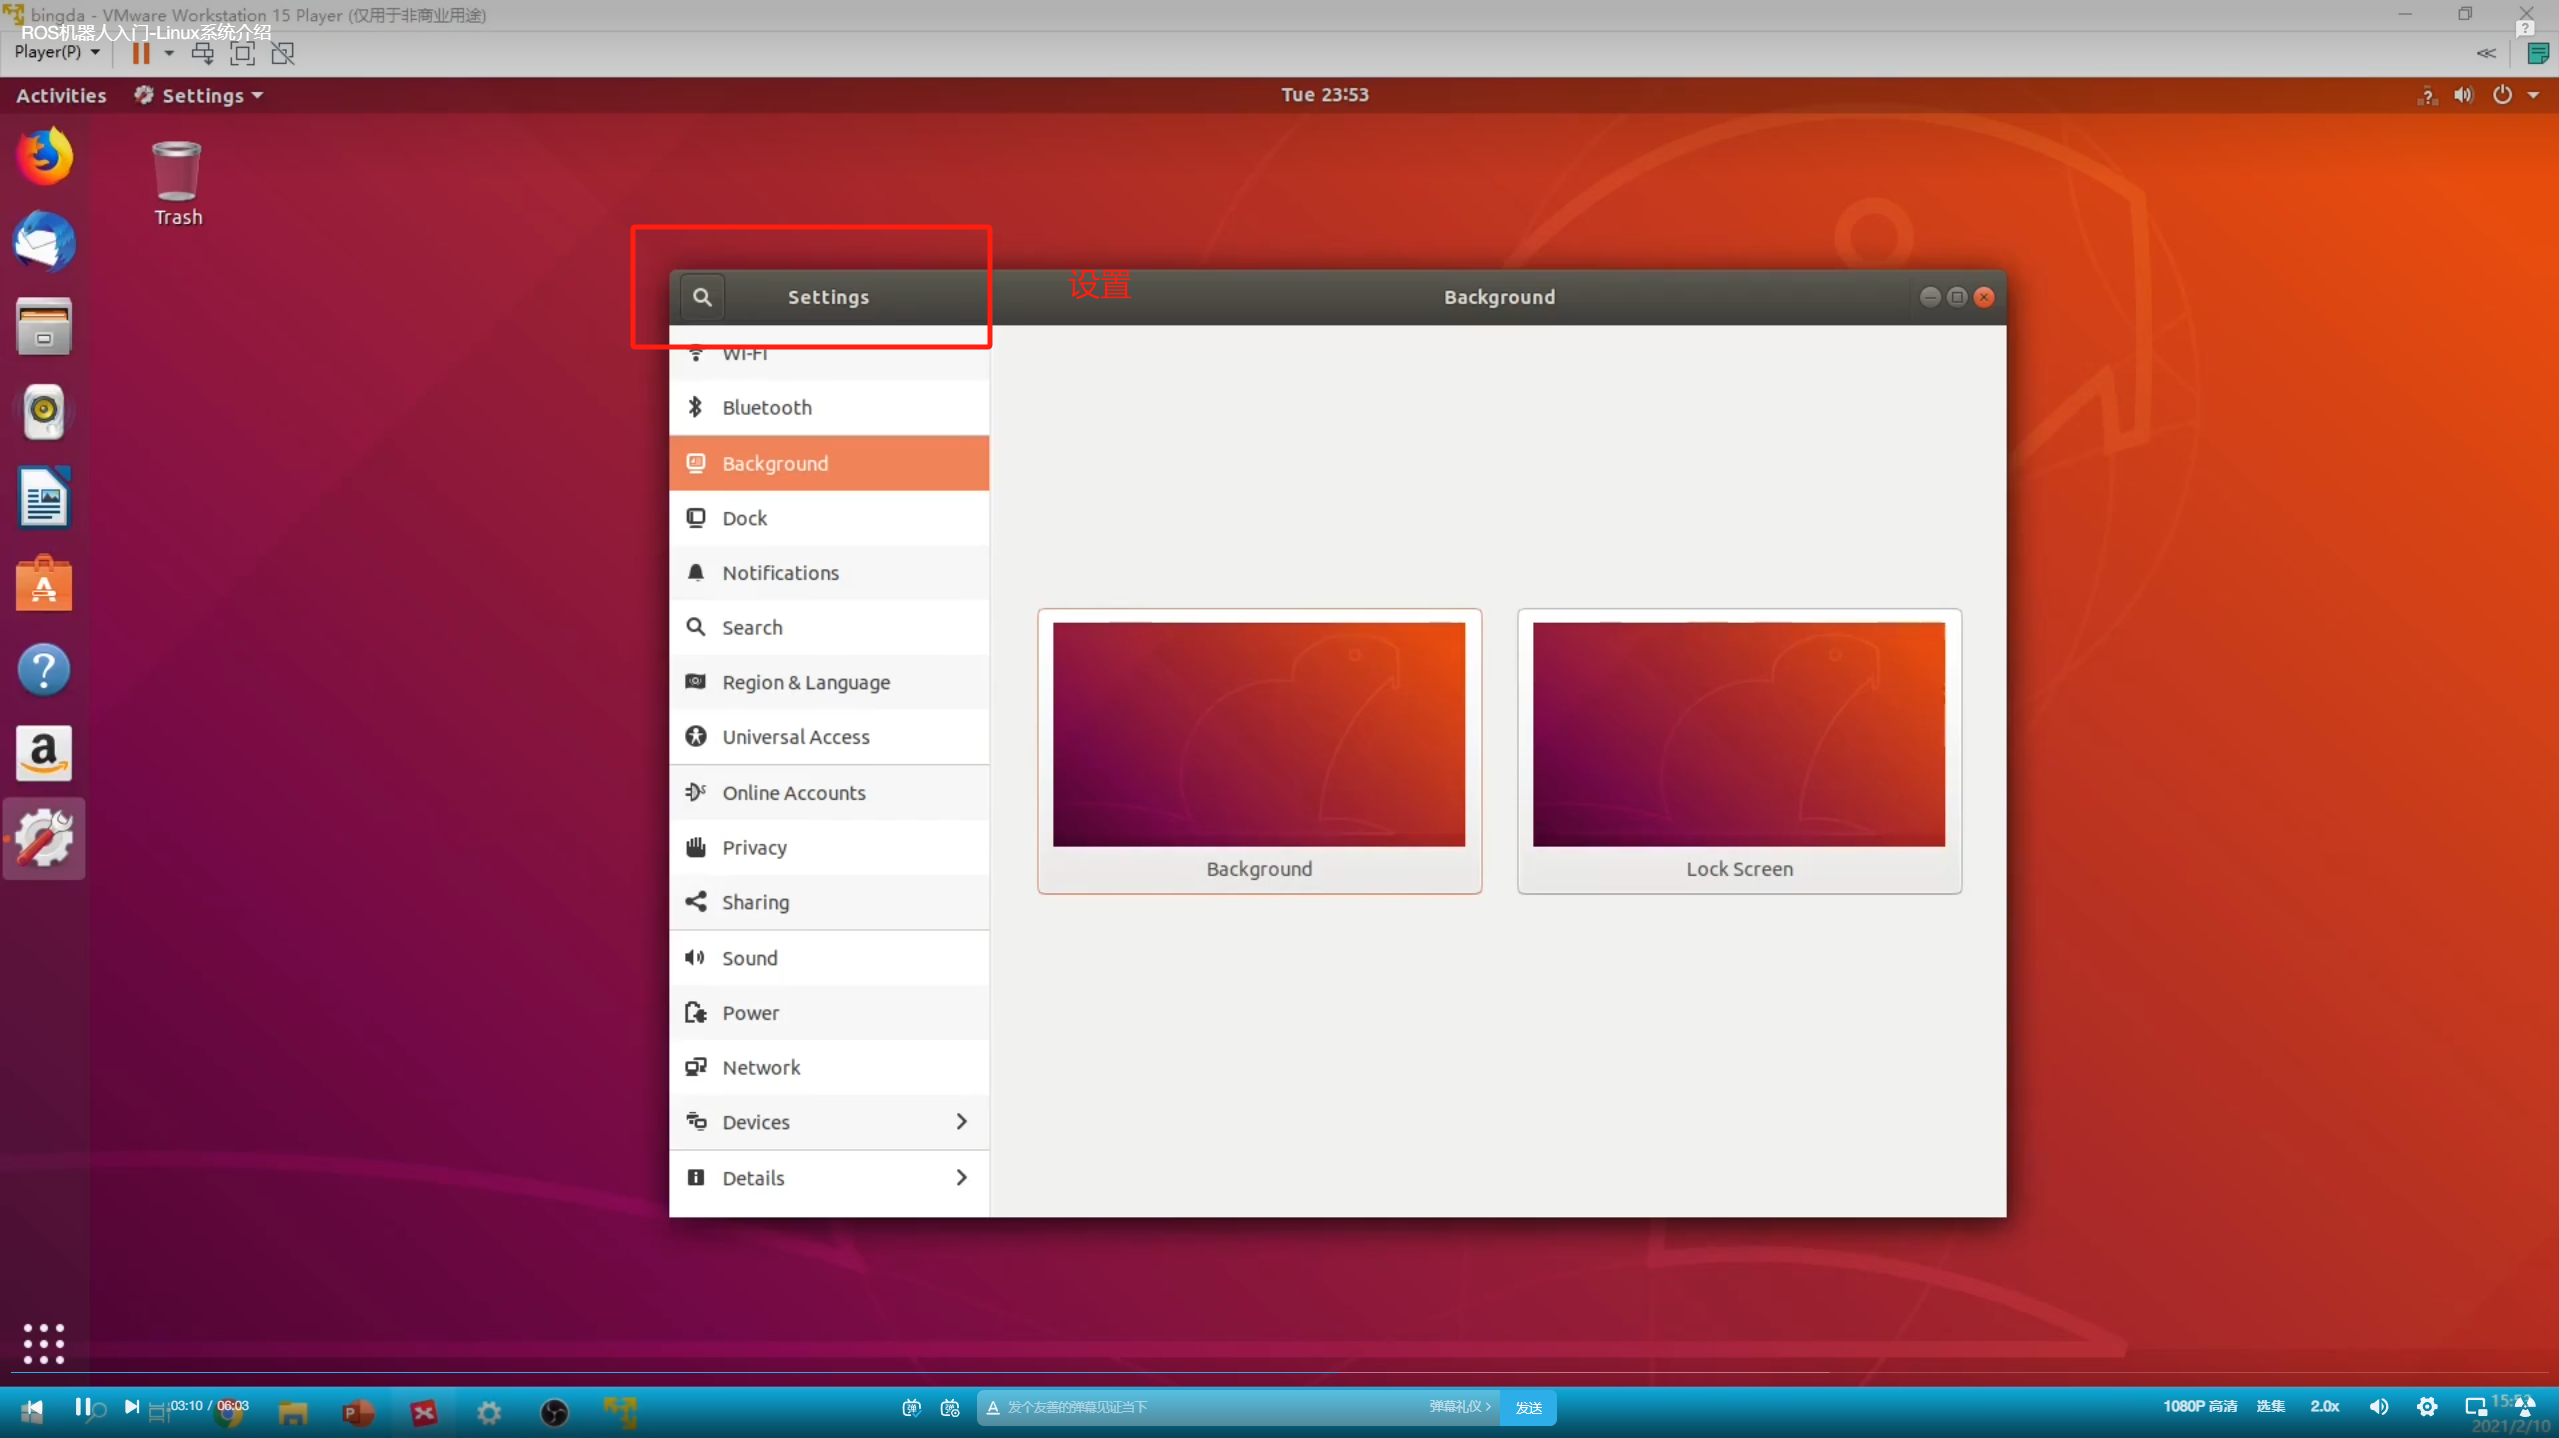 bingda - VMware Workstation 15 Player (仅用于非商业用途)
ROS机器人入门-Linux系统介绍
Player(P)
Activities
Settings
Tue 23:53
Trash
Settings
设置
Background
Wi-Fi
Bluetooth
Background
Dock
Notifications
Search
Region & Language
Universal Access
Online Accounts
Privacy
Sharing
Sound
Power
Network
Devices
Details
Background
Lock Screen
03:10 / 06:03
发个友善的弹幕见证当下
弹幕礼仪
发送
1080P 高清
选集
2.0x
2021/2/10